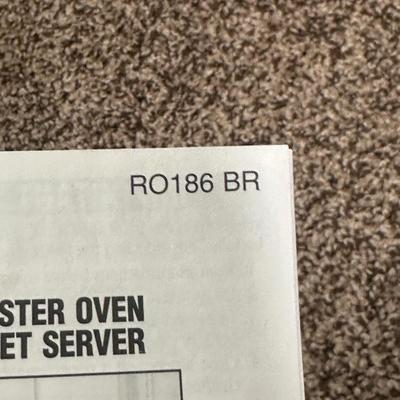 RO186 BR
STER OVEN
ET SERVER